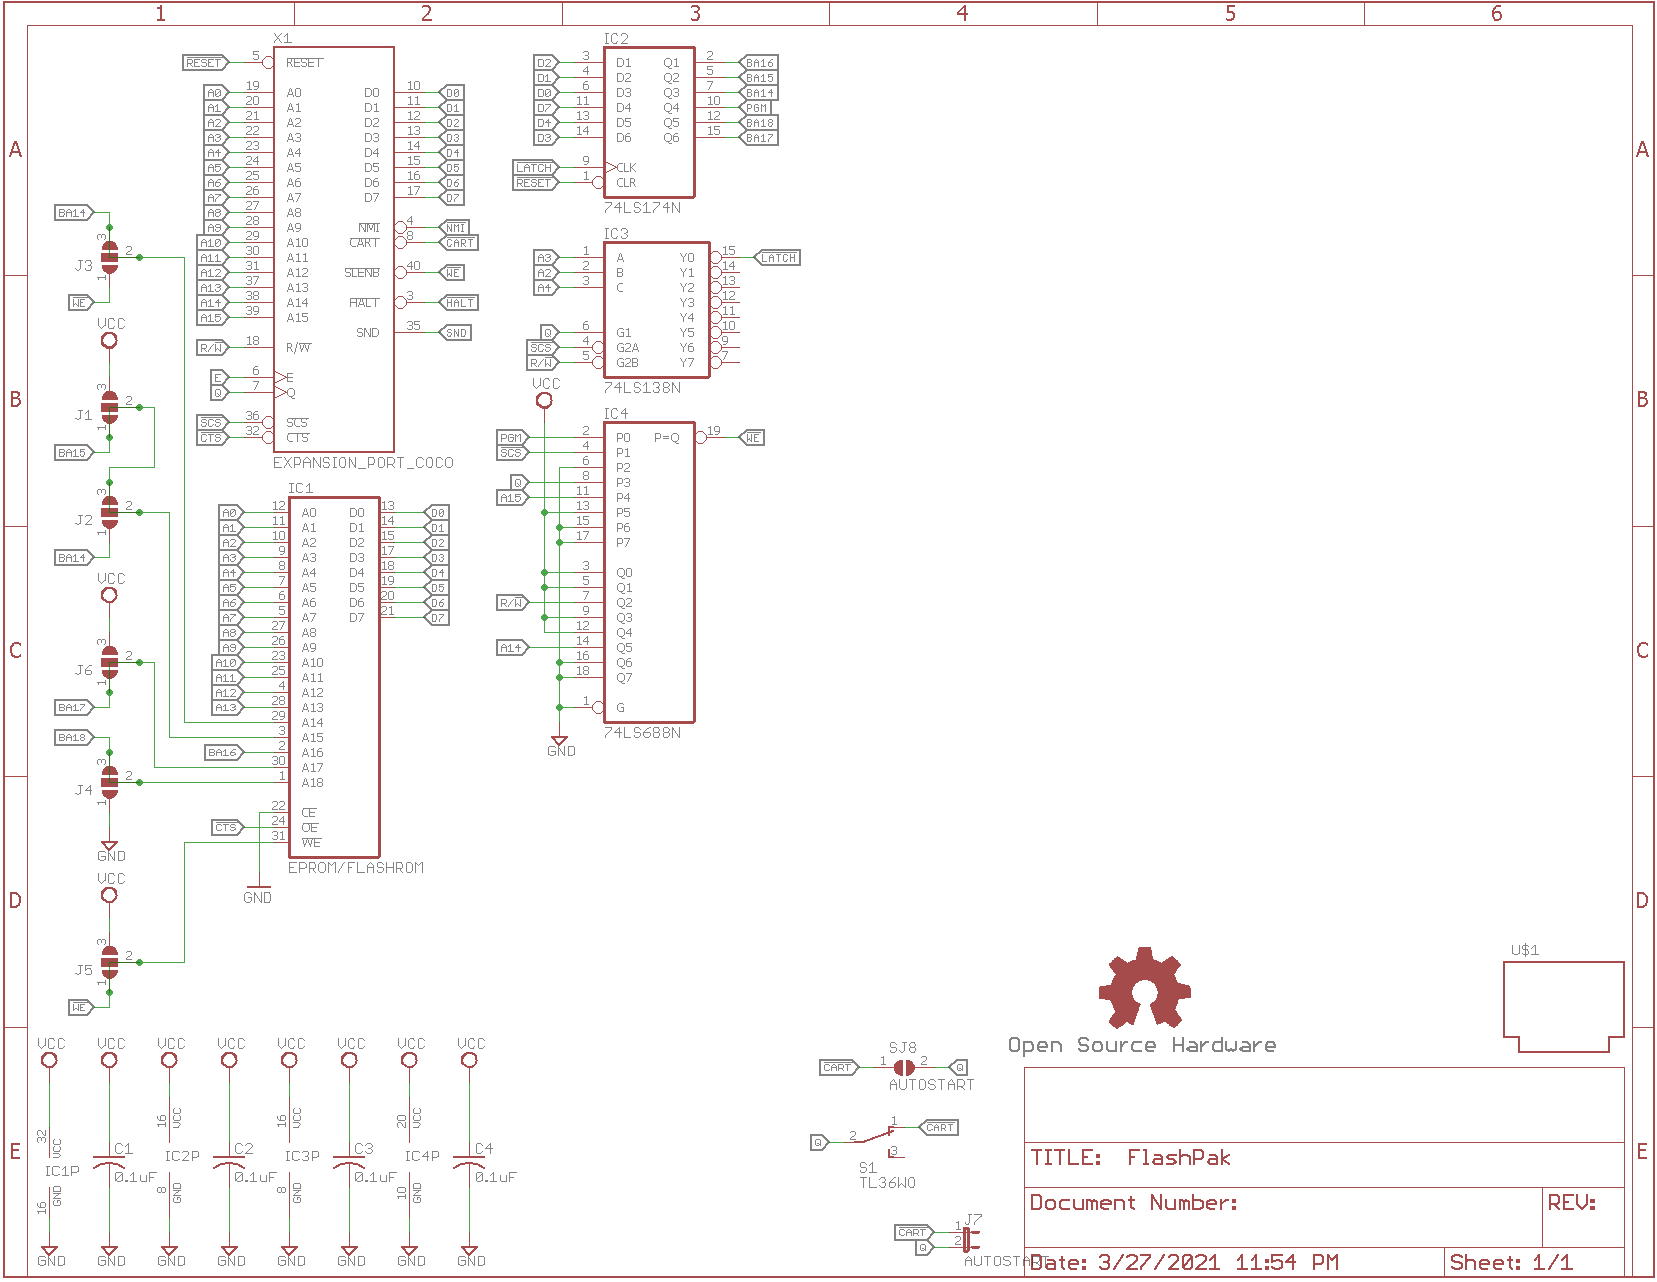 1 2 3 4 5 6
A
B
C
D
E
A
B
C
D
E
X1
RESET 5 RESET
A0 19 A0 D0 10 D0
A1 20 A1 D1 11 D1
A2 21 A2 D2 12 D2
A3 22 A3 D3 13 D3
A4 23 A4 D4 14 D4
A5 24 A5 D5 15 D5
A6 25 A6 D6 16 D6
A7 26 A7 D7 17 D7
A8 27 A8
A9 28 A9 NMI 4 NMI
A10 29 A10 CART 8 CART
A11 30 A11
A12 31 A12 SLENB 40 WE
A13 37 A13
A14 38 A14 HALT 3 HALT
A15 39 A15
SND 35 SND
R/W 18 R/W
E 6 E
Q 7 Q
SCS 36 SCS
CTS 32 CTS
EXPANSION_PORT_COCO
IC2
D2 3 D1 Q1 2 BA16
D1 4 D2 Q2 5 BA15
D0 6 D3 Q3 7 BA14
D7 11 D4 Q4 10 PGM
D4 13 D5 Q5 12 BA18
D3 14 D6 Q6 15 BA17
LATCH 9 CLK
RESET 1 CLR
74LS174N
IC3
A3 1 A Y0 15 LATCH
A2 2 B Y1 14
A4 3 C Y2 13
Y3 12
Y4 11
Q 6 G1 Y5 10
SCS 4 G2A Y6 9
R/W 5 G2B Y7 7
74LS138N
VCC
IC4
PGM 2 P0 P=Q 19 WE
SCS 4 P1
6 P2
Q 8 P3
A15 11 P4
13 P5
15 P6
17 P7
3 Q0
5 Q1
R/W 7 Q2
9 Q3
12 Q4
A14 14 Q5
16 Q6
18 Q7
1 G
GND
74LS688N
BA14
3
J3 2
1
WE
VCC
3
J1 2
1
BA15
3
J2 2
1
BA14
VCC
3
J6 2
1
BA17
BA18
3
J4 2
1
GND
VCC
3
J5 2
1
WE
IC1
A0 12 A0 D0 13 D0
A1 11 A1 D1 14 D1
A2 10 A2 D2 15 D2
A3 9 A3 D3 17 D3
A4 8 A4 D4 18 D4
A5 7 A5 D5 19 D5
A6 6 A6 D6 20 D6
A7 5 A7 D7 21 D7
A8 27 A8
A9 26 A9
A10 23 A10
A11 25 A11
A12 4 A12
A13 28 A13
29 A14
3 A15
BA16 2 A16
30 A17
1 A18
22 CE
CTS 24 OE
31 WE
EPROM/FLASHROM
GND
VCC VCC VCC VCC VCC VCC VCC VCC
32 VCC 16 VCC 16 VCC 20 VCC
IC1P C1 IC2P C2 IC3P C3 IC4P C4
0.1uF 0.1uF 0.1uF 0.1uF
16 GND 8 GND 8 GND 10 GND
GND GND GND GND GND GND GND GND
SJ8
CART 1 2 Q
AUTOSTART
Q 2 1 CART
3
S1
TL36W0
J7
CART 1
Q 2
AUTOSTART
Open Source Hardware
U$1
TITLE: FlashPak
Document Number:
REV:
Date: 3/27/2021 11:54 PM
Sheet: 1/1